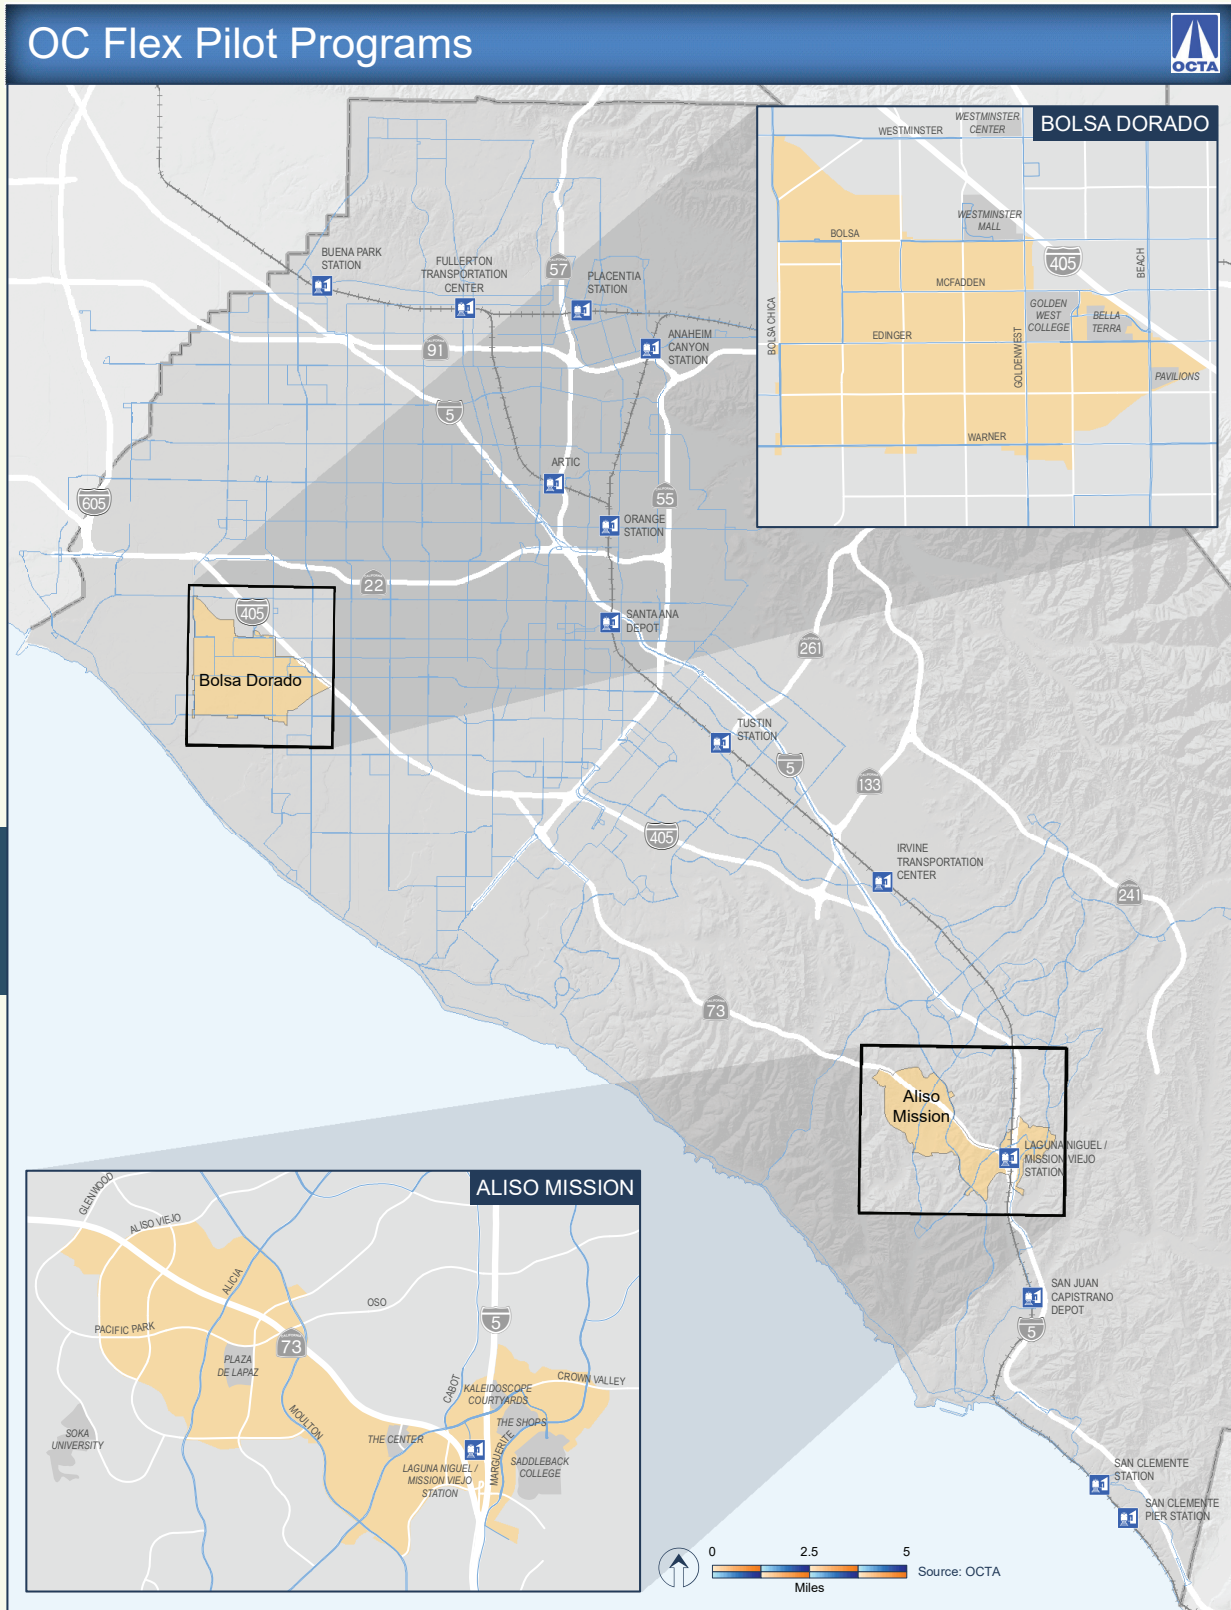 OC Flex Pilot Programs
OCTA
BOLSA DORADO
WESTMINSTER
CENTER
WESTMINSTER
WESTMINSTER
MALL
BOLSA
405
BEACH
MCFADDEN
GOLDEN
WEST
COLLEGE
BELLA
TERRA
BOLSA CHICA
EDINGER
GOLDENWEST
PAVILIONS
WARNER
BUENA PARK
STATION
FULLERTON
TRANSPORTATION
CENTER
57
PLACENTIA
STATION
ANAHEIM
CANYON
STATION
91
5
ARTIC
605
55
ORANGE
STATION
22
405
SANTA ANA
DEPOT
261
Bolsa Dorado
TUSTIN
STATION
5
133
405
IRVINE
TRANSPORTATION
CENTER
241
73
Aliso
Mission
LAGUNA NIGUEL /
MISSION VIEJO
STATION
ALISO MISSION
GLENWOOD
ALISO VIEJO
ALICIA
OSO
5
PACIFIC PARK
CALIFORNIA
73
PLAZA
DE LAPAZ
CABOT
KALEIDOSCOPE
COURTYARDS
CROWN VALLEY
MOULTON
THE SHOPS
SOKA
UNIVERSITY
THE CENTER
MARGUERITE
SADDLEBACK
COLLEGE
LAGUNA NIGUEL /
MISSION VIEJO
STATION
SAN JUAN
CAPISTRANO
DEPOT
5
SAN CLEMENTE
STATION
SAN CLEMENTE
PIER STATION
0 2.5 5
Miles
Source: OCTA